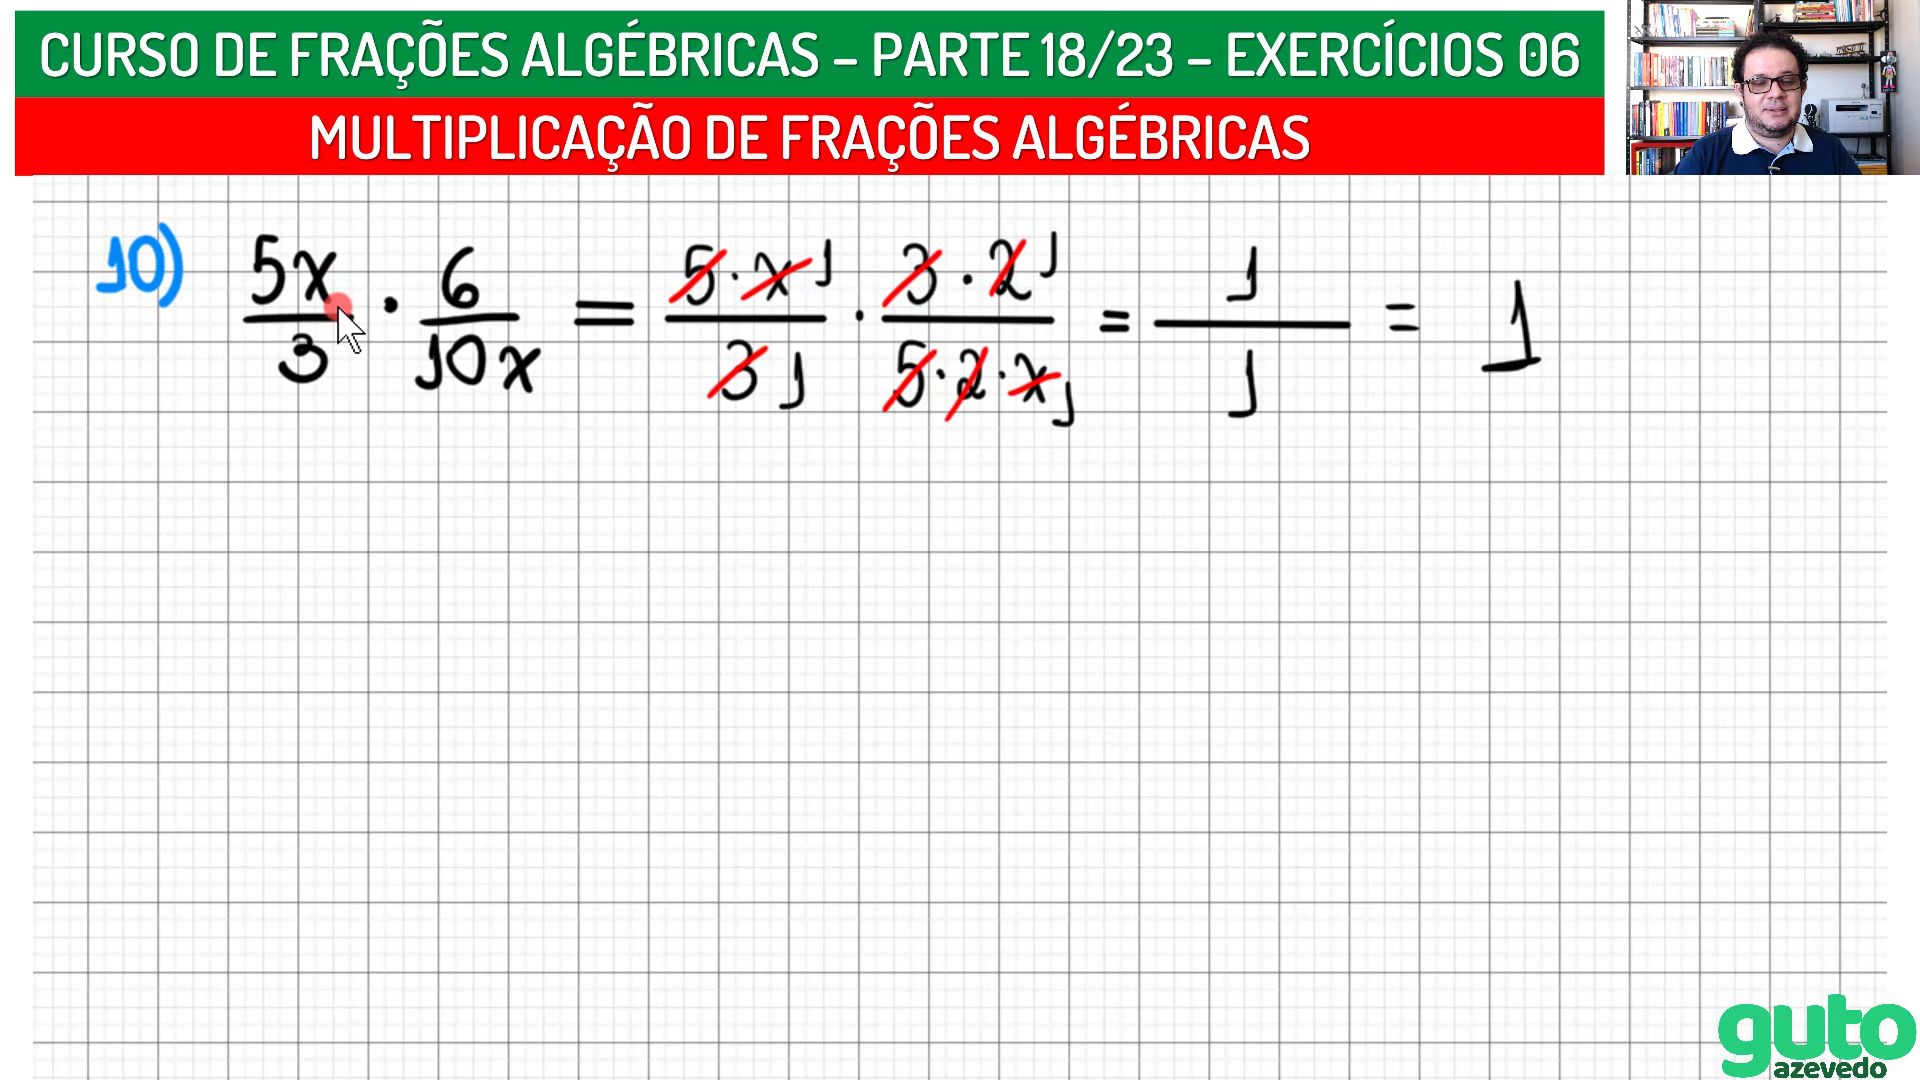 CURSO DE FRAÇÕES ALGÉBRICAS – PARTE 18/23 – EXERCÍCIOS 06
MULTIPLICAÇÃO DE FRAÇÕES ALGÉBRICAS
10) 5x/3 · 6/10x = 5·x 1/3 1 · 3·2 1/5·2·x 1 = 1/1 = 1
guto
azevedo